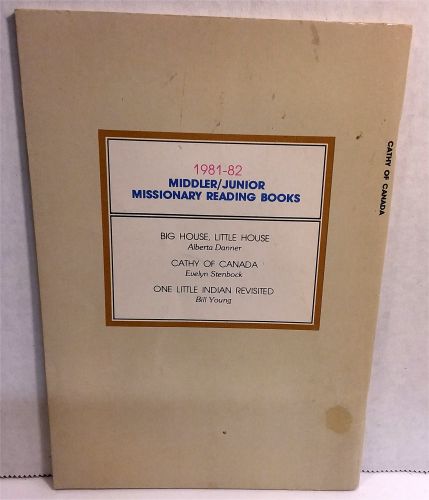 1981-82
MIDDLER/JUNIOR
MISSIONARY READING BOOKS
BIG HOUSE, LITTLE HOUSE
Alberta Danner
CATHY OF CANADA
Evelyn Stenbock
ONE LITTLE INDIAN REVISITED
Bill Young
CATHY OF CANADA